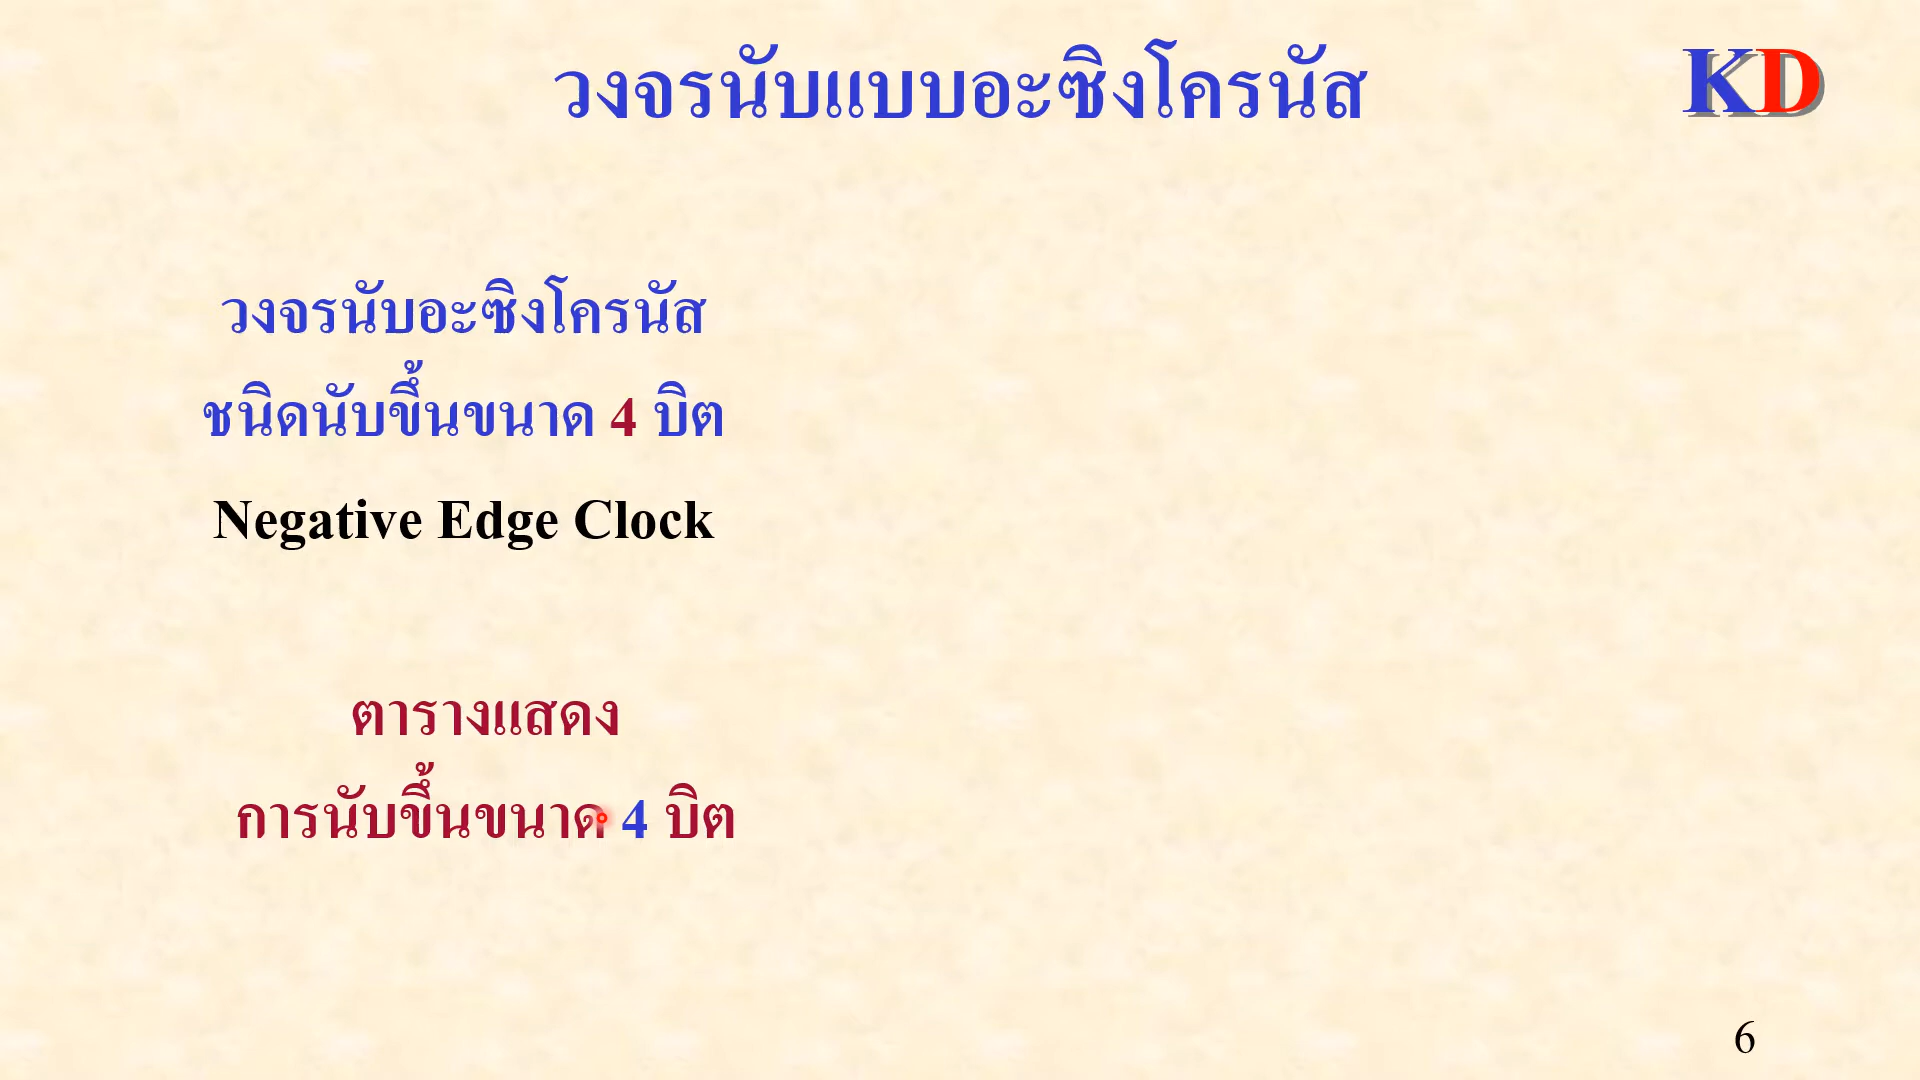 วงจรนับแบบอะซิงโครนัส
KD
วงจรนับอะซิงโครนัส
ชนิดนับขึ้นขนาด 4 บิต
Negative Edge Clock
ตารางแสดง
การนับขึ้นขนาด 4 บิต
6